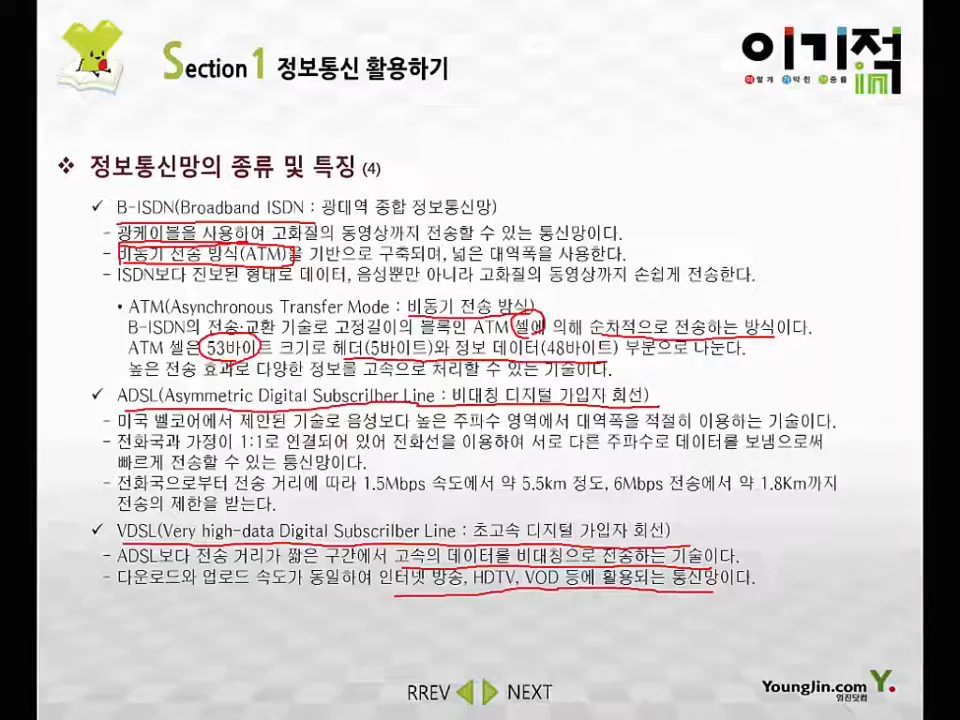 Section 1 정보통신 활용하기
이기적in
이렇게 기막힌 적중률
❖ 정보통신망의 종류 및 특징 (4)
✓ B-ISDN(Broadband ISDN : 광대역 종합 정보통신망)
- 광케이블을 사용하여 고화질의 동영상까지 전송할 수 있는 통신망이다.
- 비동기 전송 방식(ATM)을 기반으로 구축되며, 넓은 대역폭을 사용한다.
- ISDN보다 진보된 형태로 데이터, 음성뿐만 아니라 고화질의 동영상까지 손쉽게 전송한다.
• ATM(Asynchronous Transfer Mode : 비동기 전송 방식)
B-ISDN의 전송·교환 기술로 고정길이의 블록인 ATM 셀에 의해 순차적으로 전송하는 방식이다.
ATM 셀은 53바이트 크기로 헤더(5바이트)와 정보 데이터(48바이트) 부분으로 나눈다.
높은 전송 효과로 다양한 정보를 고속으로 처리할 수 있는 기술이다.
✓ ADSL(Asymmetric Digital Subscrilber Line : 비대칭 디지털 가입자 회선)
- 미국 벨코어에서 제안된 기술로 음성보다 높은 주파수 영역에서 대역폭을 적절히 이용하는 기술이다.
- 전화국과 가정이 1:1로 연결되어 있어 전화선을 이용하여 서로 다른 주파수로 데이터를 보냄으로써
빠르게 전송할 수 있는 통신망이다.
- 전화국으로부터 전송 거리에 따라 1.5Mbps 속도에서 약 5.5km 정도, 6Mbps 전송에서 약 1.8Km까지
전송의 제한을 받는다.
✓ VDSL(Very high-data Digital Subscrilber Line : 초고속 디지털 가입자 회선)
- ADSL보다 전송 거리가 짧은 구간에서 고속의 데이터를 비대칭으로 전송하는 기술이다.
- 다운로드와 업로드 속도가 동일하여 인터넷 방송, HDTV, VOD 등에 활용되는 통신망이다.
RREV NEXT
YoungJin.com Y.
영진닷컴